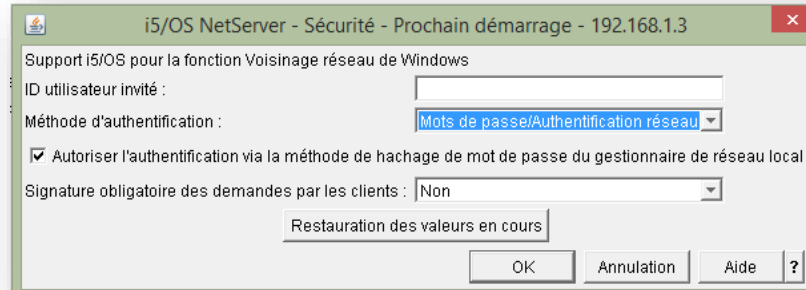 i5/OS NetServer - Sécurité - Prochain démarrage - 192.168.1.3
Support i5/OS pour la fonction Voisinage réseau de Windows
ID utilisateur invité :
Méthode d'authentification : Mots de passe/Authentification réseau
Autoriser l'authentification via la méthode de hachage de mot de passe du gestionnaire de réseau local
Signature obligatoire des demandes par les clients : Non
Restauration des valeurs en cours
OK Annulation Aide ?